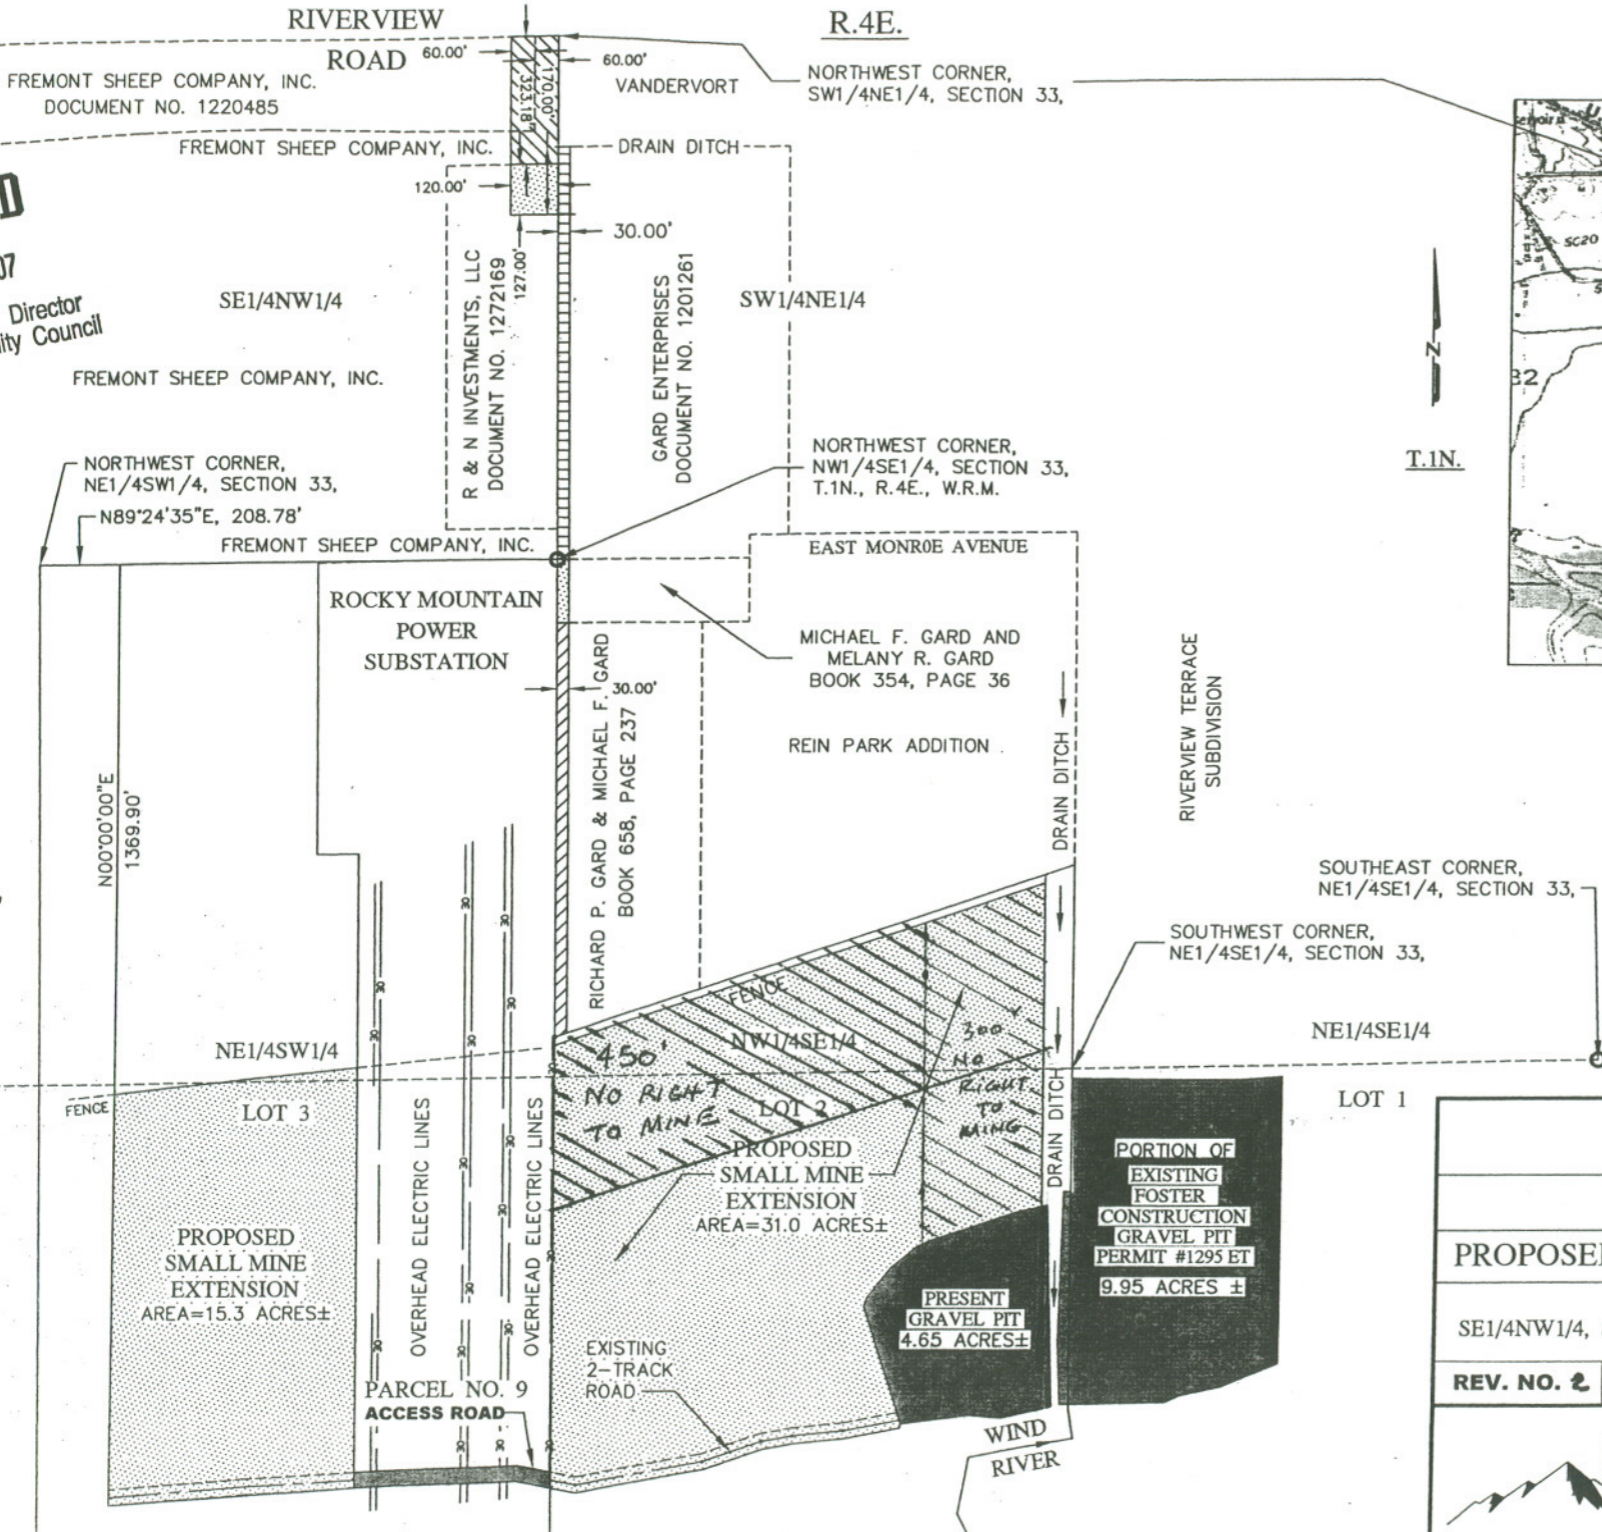 RIVERVIEW
ROAD
R.4E.
60.00'
60.00'
170.00'
323.18'
VANDERVORT
NORTHWEST CORNER,
SW1/4NE1/4, SECTION 33,
FREMONT SHEEP COMPANY, INC.
DOCUMENT NO. 1220485
FREMONT SHEEP COMPANY, INC.
DRAIN DITCH
120.00'
30.00'
127.00'
D
07
Director
ity Council
SE1/4NW1/4
FREMONT SHEEP COMPANY, INC.
R & N INVESTMENTS, LLC
DOCUMENT NO. 1272169
GARD ENTERPRISES
DOCUMENT NO. 1201261
SW1/4NE1/4
N
T.1N.
SC20
32
NORTHWEST CORNER,
NE1/4SW1/4, SECTION 33,
N89°24'35"E, 208.78'
FREMONT SHEEP COMPANY, INC.
NORTHWEST CORNER,
NW1/4SE1/4, SECTION 33,
T.1N., R.4E., W.R.M.
EAST MONROE AVENUE
ROCKY MOUNTAIN
POWER
SUBSTATION
MICHAEL F. GARD AND
MELANY R. GARD
BOOK 354, PAGE 36
30.00'
RICHARD P. GARD & MICHAEL F. GARD
BOOK 658, PAGE 237
REIN PARK ADDITION
DRAIN DITCH
RIVERVIEW TERRACE
SUBDIVISION
N00°00'00"E
1369.90'
SOUTHEAST CORNER,
NE1/4SE1/4, SECTION 33,
SOUTHWEST CORNER,
NE1/4SE1/4, SECTION 33,
FENCE
NE1/4SW1/4
NW1/4SE1/4
NE1/4SE1/4
450'
NO RIGHT
TO MINE
300'
NO
RIGHT
TO
MING
FENCE
LOT 3
LOT 2
LOT 1
OVERHEAD ELECTRIC LINES
OVERHEAD ELECTRIC LINES
DRAIN DITCH
PROPOSED
SMALL MINE
EXTENSION
AREA=31.0 ACRES±
PROPOSED
SMALL MINE
EXTENSION
AREA=15.3 ACRES±
PORTION OF
EXISTING
FOSTER
CONSTRUCTION
GRAVEL PIT
PERMIT #1295 ET
9.95 ACRES ±
PRESENT
GRAVEL PIT
4.65 ACRES±
EXISTING
2-TRACK
ROAD
PARCEL NO. 9
ACCESS ROAD
WIND
RIVER
PROPOSE
SE1/4NW1/4,
REV. NO. 2